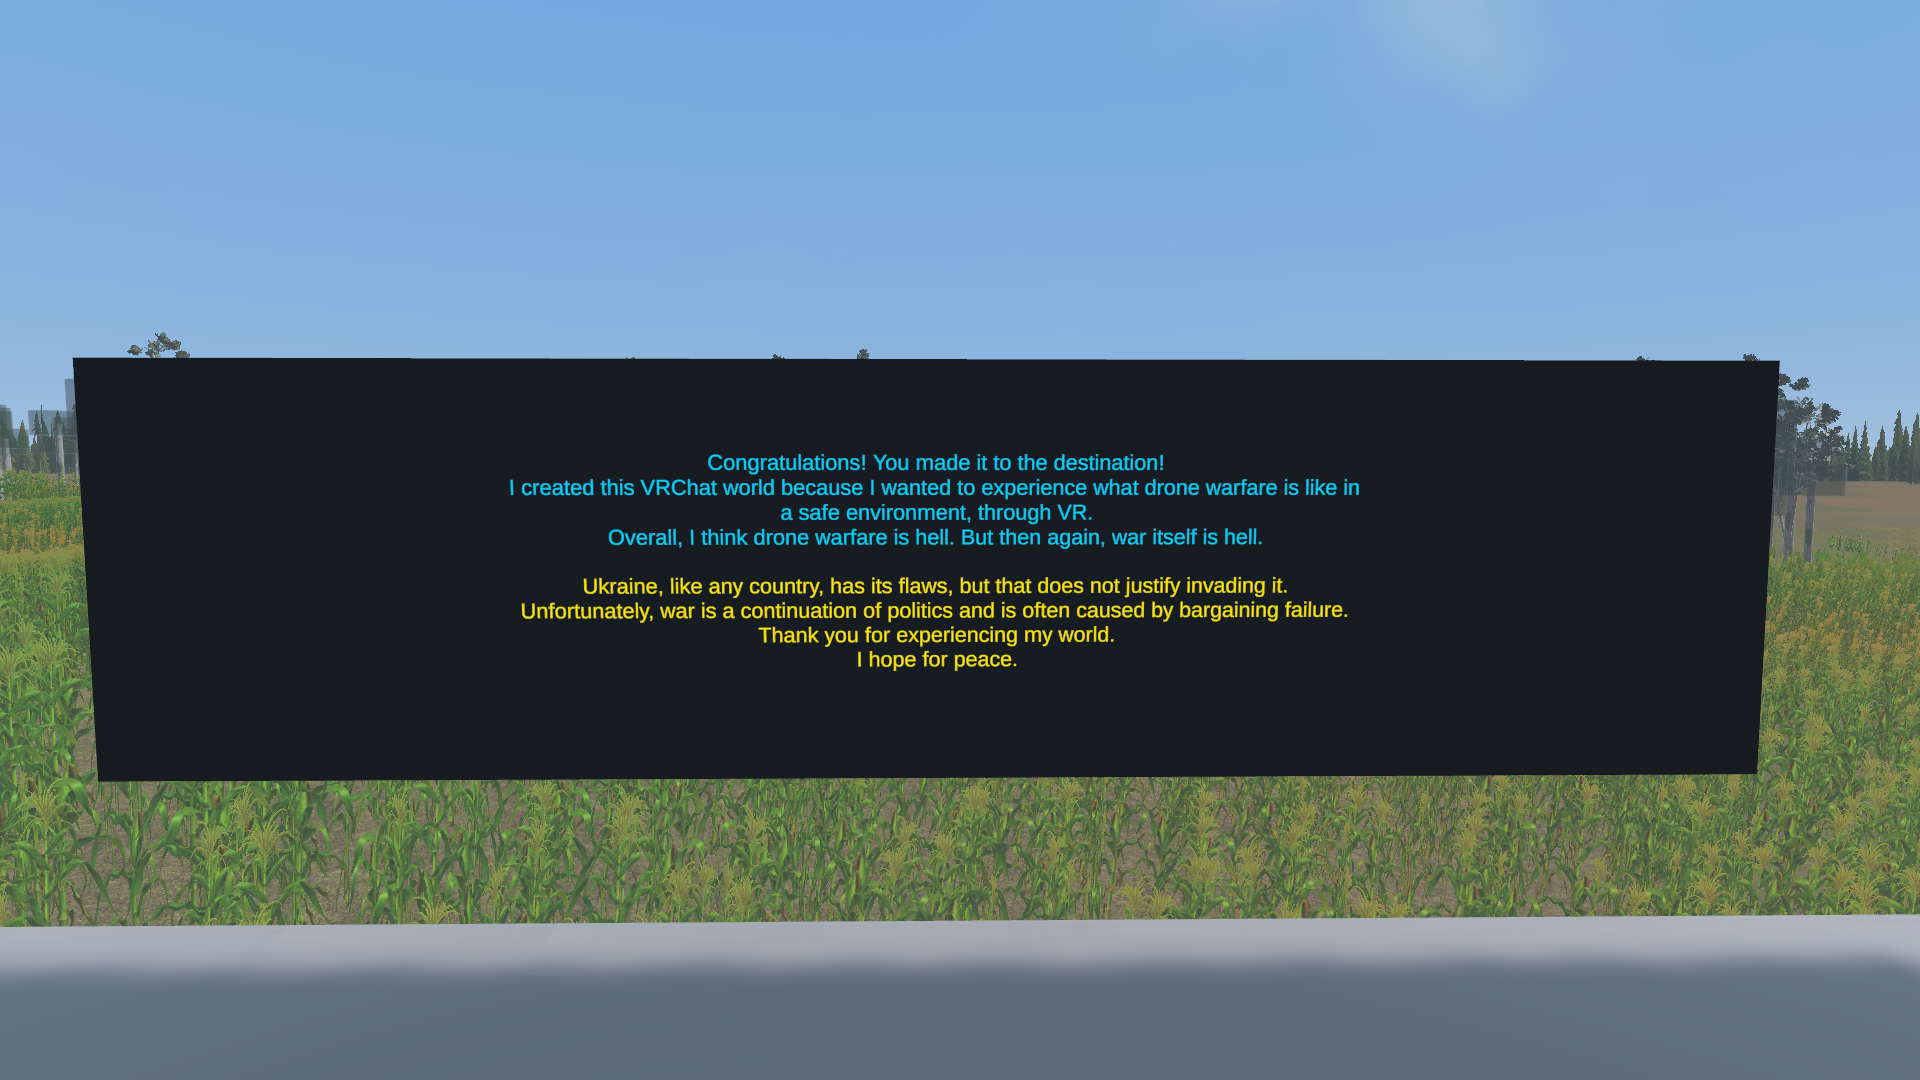 Congratulations! You made it to the destination!
I created this VRChat world because I wanted to experience what drone warfare is like in
a safe environment, through VR.
Overall, I think drone warfare is hell. But then again, war itself is hell.
Ukraine, like any country, has its flaws, but that does not justify invading it.
Unfortunately, war is a continuation of politics and is often caused by bargaining failure.
Thank you for experiencing my world.
I hope for peace.